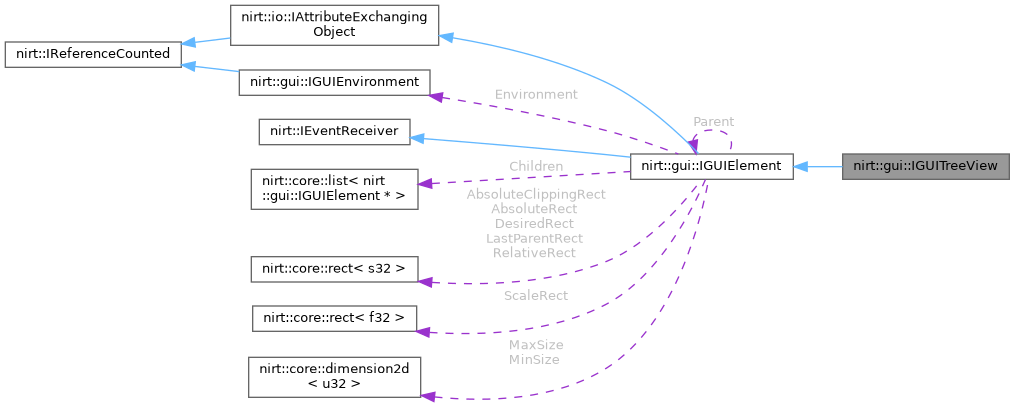 nirt::io::IAttributeExchanging
Object
nirt::IReferenceCounted
nirt::gui::IGUIEnvironment
Environment
nirt::IEventReceiver
Parent
nirt::gui::IGUIElement
nirt::gui::IGUITreeView
Children
nirt::core::list< nirt
::gui::IGUIElement * >
AbsoluteClippingRect
AbsoluteRect
DesiredRect
LastParentRect
RelativeRect
nirt::core::rect< s32 >
ScaleRect
nirt::core::rect< f32 >
MaxSize
MinSize
nirt::core::dimension2d
< u32 >